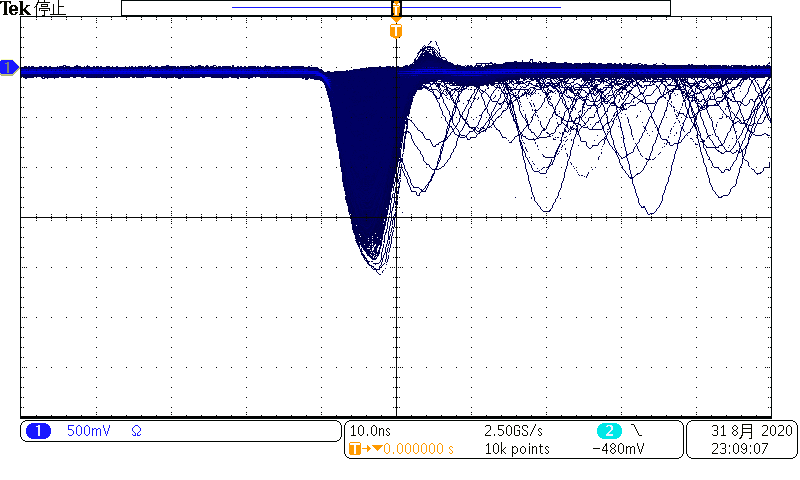 Tek 停止
T
T
1
1 500mV Ω
10.0ns 2.50GS/s 2
T→▼0.000000 s 10k points −480mV
31 8月 2020
23:09:07